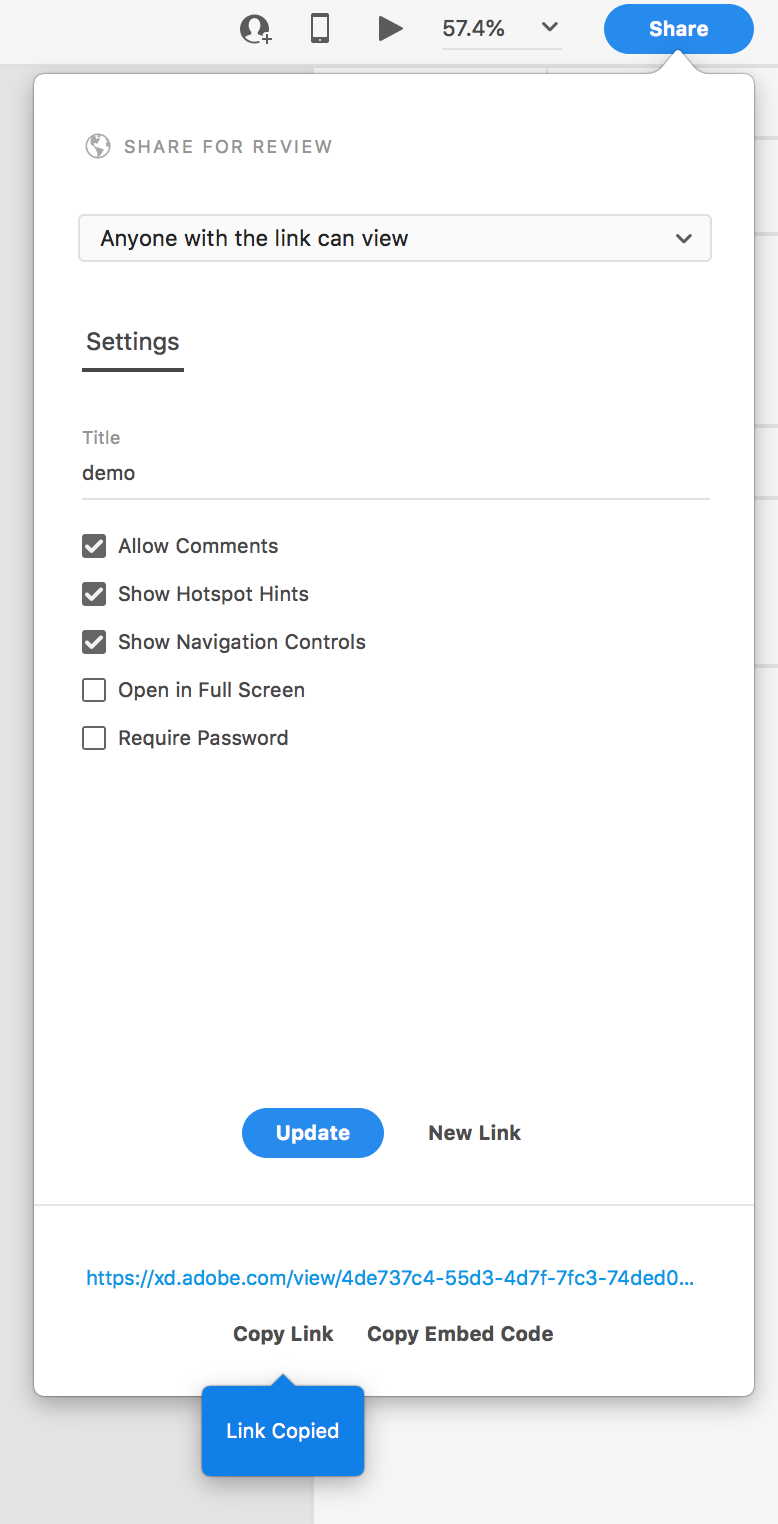 57.4%
Share
SHARE FOR REVIEW
Anyone with the link can view
Settings
Title
demo
Allow Comments
Show Hotspot Hints
Show Navigation Controls
Open in Full Screen
Require Password
Update New Link
https://xd.adobe.com/view/4de737c4-55d3-4d7f-7fc3-74ded0...
Copy Link Copy Embed Code
Link Copied